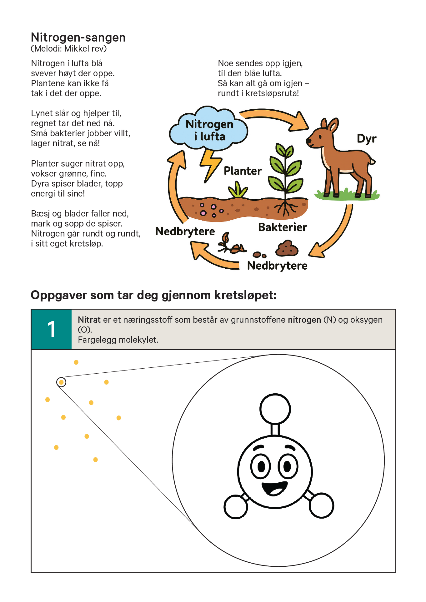 Nitrogen-sangen
(Melodi: Mikkel rev)
Nitrogen i lufta blå
svever høyt der oppe.
Plantene kan ikke få
tak i det der oppe.
Lynet slår og hjelper til,
regnet tar det ned nå.
Små bakterier jobber vilt,
lager nitrat, se nå!
Planter suger nitrat opp,
vokser grønne, fine.
Dyra spiser blader, topp
energi til sine!
Bæsj og blader faller ned,
mark og sopp de spiser.
Nitrogen går rundt og rundt,
i sitt eget kretsløp.
Noe sendes opp igjen,
til den blåe lufta.
Så kan alt gå om igjen –
rundt i kretsløpsruta!
Nitrogen
i lufta
Dyr
Planter
Nedbrytere
Bakterier
Nedbrytere
Oppgaver som tar deg gjennom kretsløpet:
1
Nitrat er et næringsstoff som består av grunnstoffene nitrogen (N) og oksygen
(O).
Fargelegg molekylet.